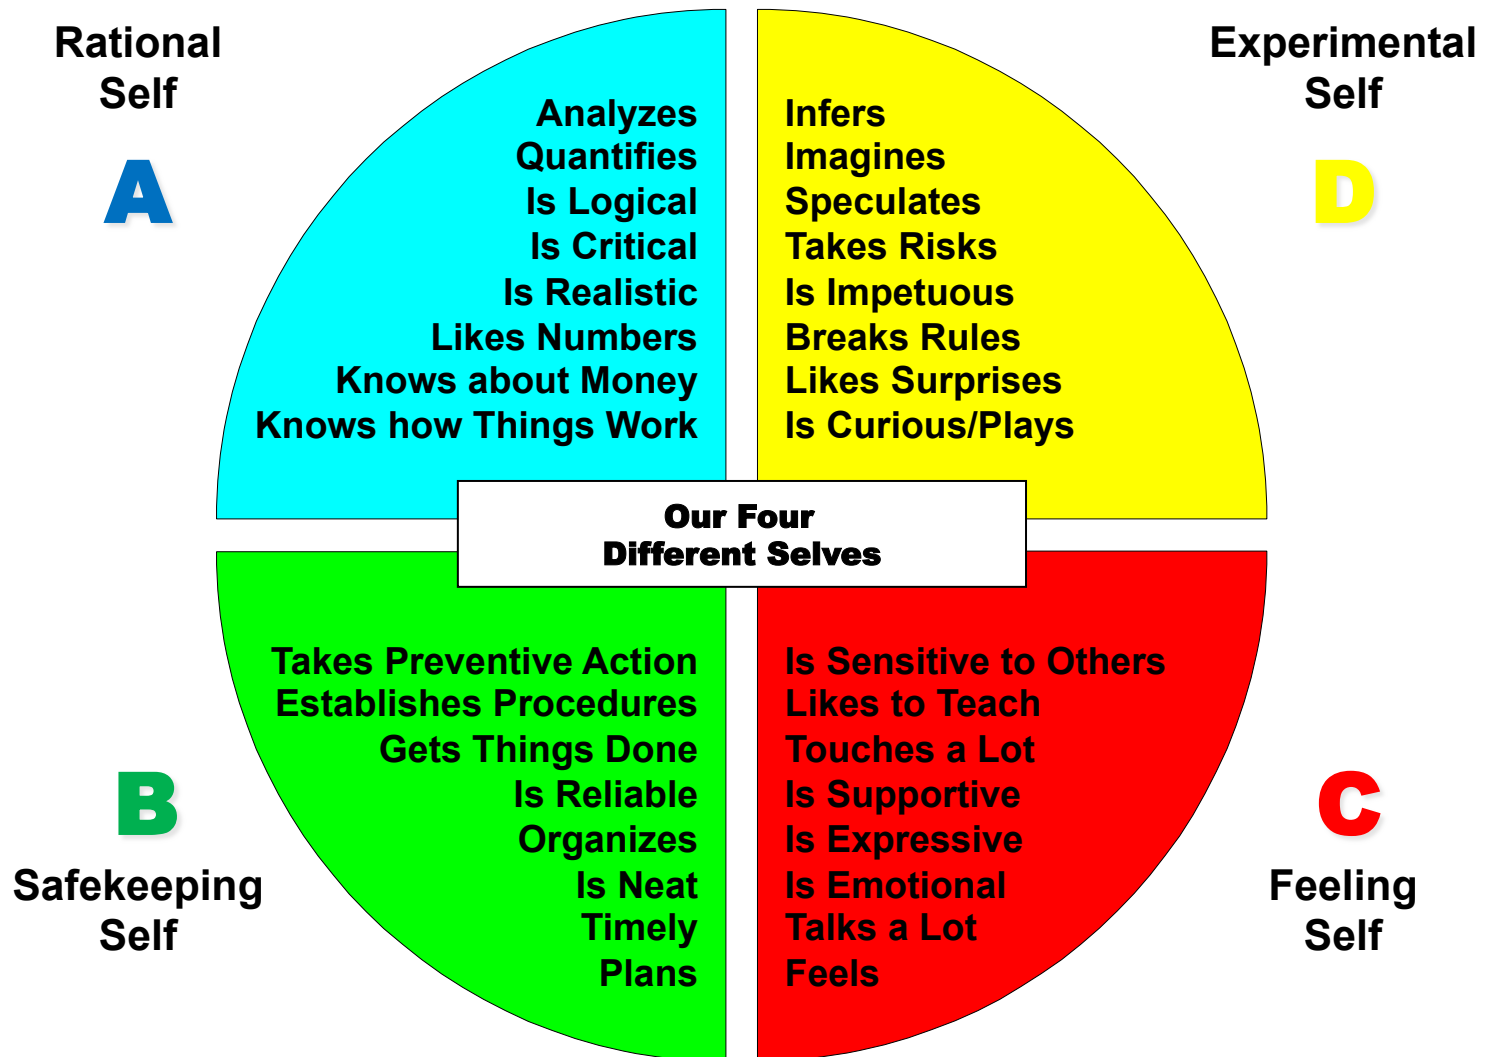 Rational
Self
A
Analyzes
Quantifies
Is Logical
Is Critical
Is Realistic
Likes Numbers
Knows about Money
Knows how Things Work
Infers
Imagines
Speculates
Takes Risks
Is Impetuous
Breaks Rules
Likes Surprises
Is Curious/Plays
Experimental
Self
D
Our Four
Different Selves
Takes Preventive Action
Establishes Procedures
Gets Things Done
Is Reliable
Organizes
Is Neat
Timely
Plans
B
Safekeeping
Self
Is Sensitive to Others
Likes to Teach
Touches a Lot
Is Supportive
Is Expressive
Is Emotional
Talks a Lot
Feels
C
Feeling
Self